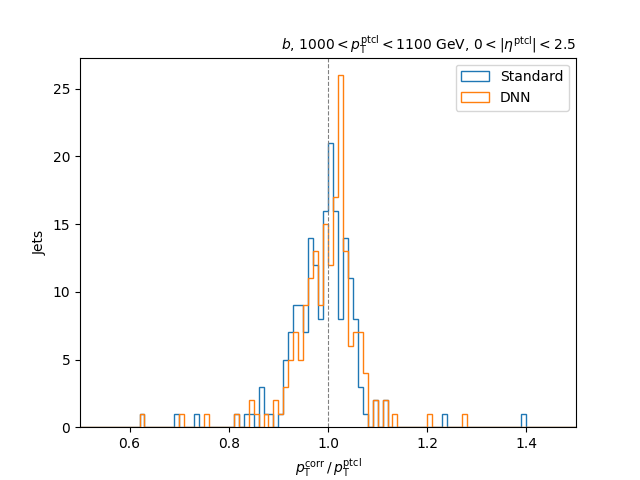 b, 1000 < p_T^ptcl < 1100 GeV, 0 < |η^ptcl| < 2.5
Standard
DNN
Jets
25
20
15
10
5
0
0.6 0.8 1.0 1.2 1.4
p_T^corr / p_T^ptcl